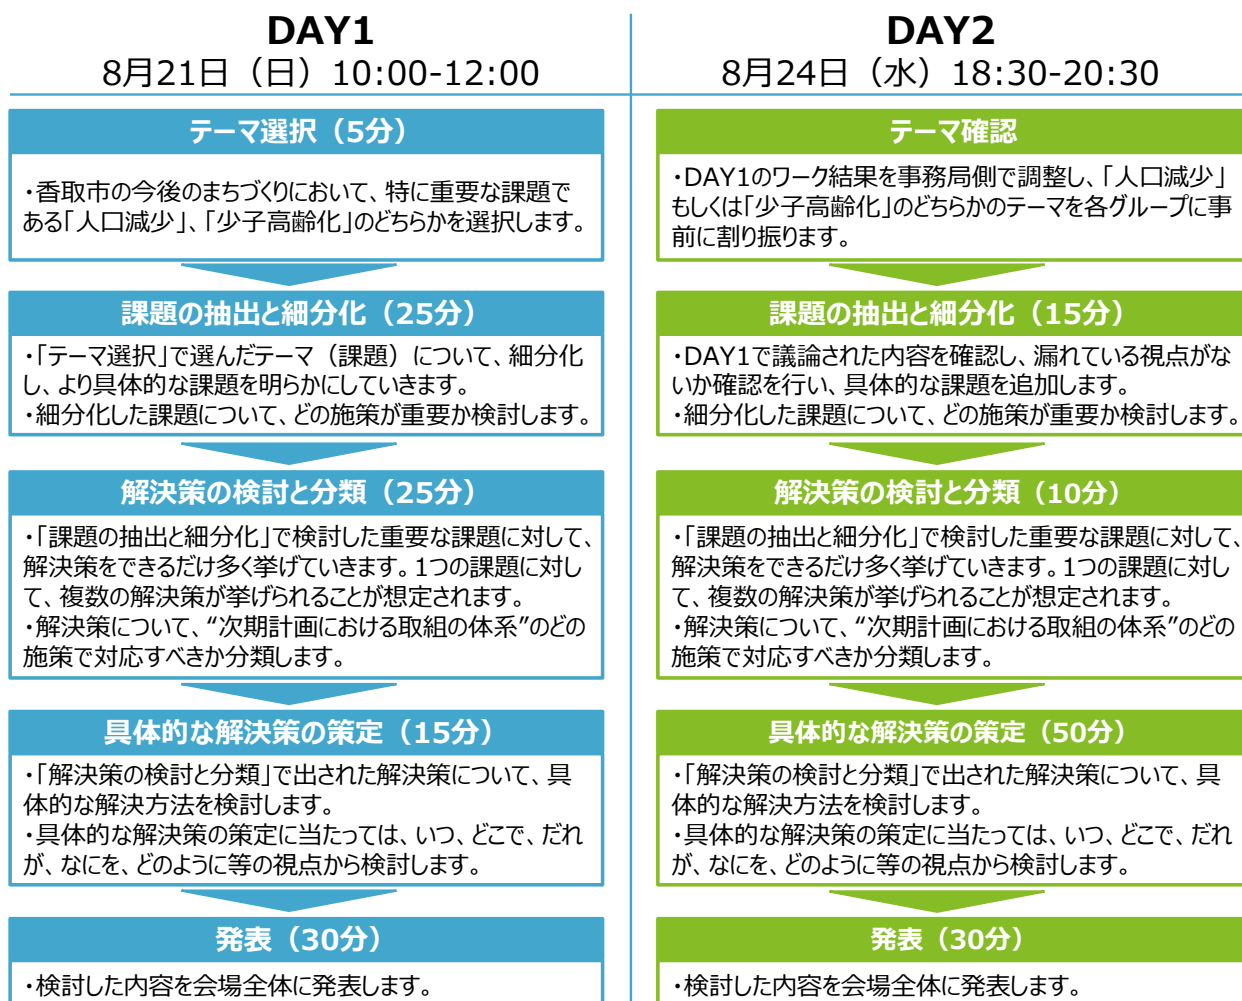 DAY1
8月21日（日）10:00-12:00
テーマ選択（5分）
・香取市の今後のまちづくりにおいて、特に重要な課題で
ある「人口減少」、「少子高齢化」のどちらかを選択します。
課題の抽出と細分化（25分）
・「テーマ選択」で選んだテーマ（課題）について、細分化
し、より具体的な課題を明らかにしていきます。
・細分化した課題について、どの施策が重要か検討します。
解決策の検討と分類（25分）
・「課題の抽出と細分化」で検討した重要な課題に対して、
解決策をできるだけ多く挙げていきます。1つの課題に対し
て、複数の解決策が挙げられることが想定されます。
・解決策について、“次期計画における取組の体系”のどの
施策で対応すべきか分類します。
具体的な解決策の策定（15分）
・「解決策の検討と分類」で出された解決策について、具
体的な解決方法を検討します。
・具体的な解決策の策定に当たっては、いつ、どこで、だれ
が、なにを、どのように等の視点から検討します。
発表（30分）
・検討した内容を会場全体に発表します。
DAY2
8月24日（水）18:30-20:30
テーマ確認
・DAY1のワーク結果を事務局側で調整し、「人口減少」
もしくは「少子高齢化」のどちらかのテーマを各グループに事
前に割り振ります。
課題の抽出と細分化（15分）
・DAY1で議論された内容を確認し、漏れている視点がな
いか確認を行い、具体的な課題を追加します。
・細分化した課題について、どの施策が重要か検討します。
解決策の検討と分類（10分）
・「課題の抽出と細分化」で検討した重要な課題に対して、
解決策をできるだけ多く挙げていきます。1つの課題に対し
て、複数の解決策が挙げられることが想定されます。
・解決策について、“次期計画における取組の体系”のどの
施策で対応すべきか分類します。
具体的な解決策の策定（50分）
・「解決策の検討と分類」で出された解決策について、具
体的な解決方法を検討します。
・具体的な解決策の策定に当たっては、いつ、どこで、だれ
が、なにを、どのように等の視点から検討します。
発表（30分）
・検討した内容を会場全体に発表します。